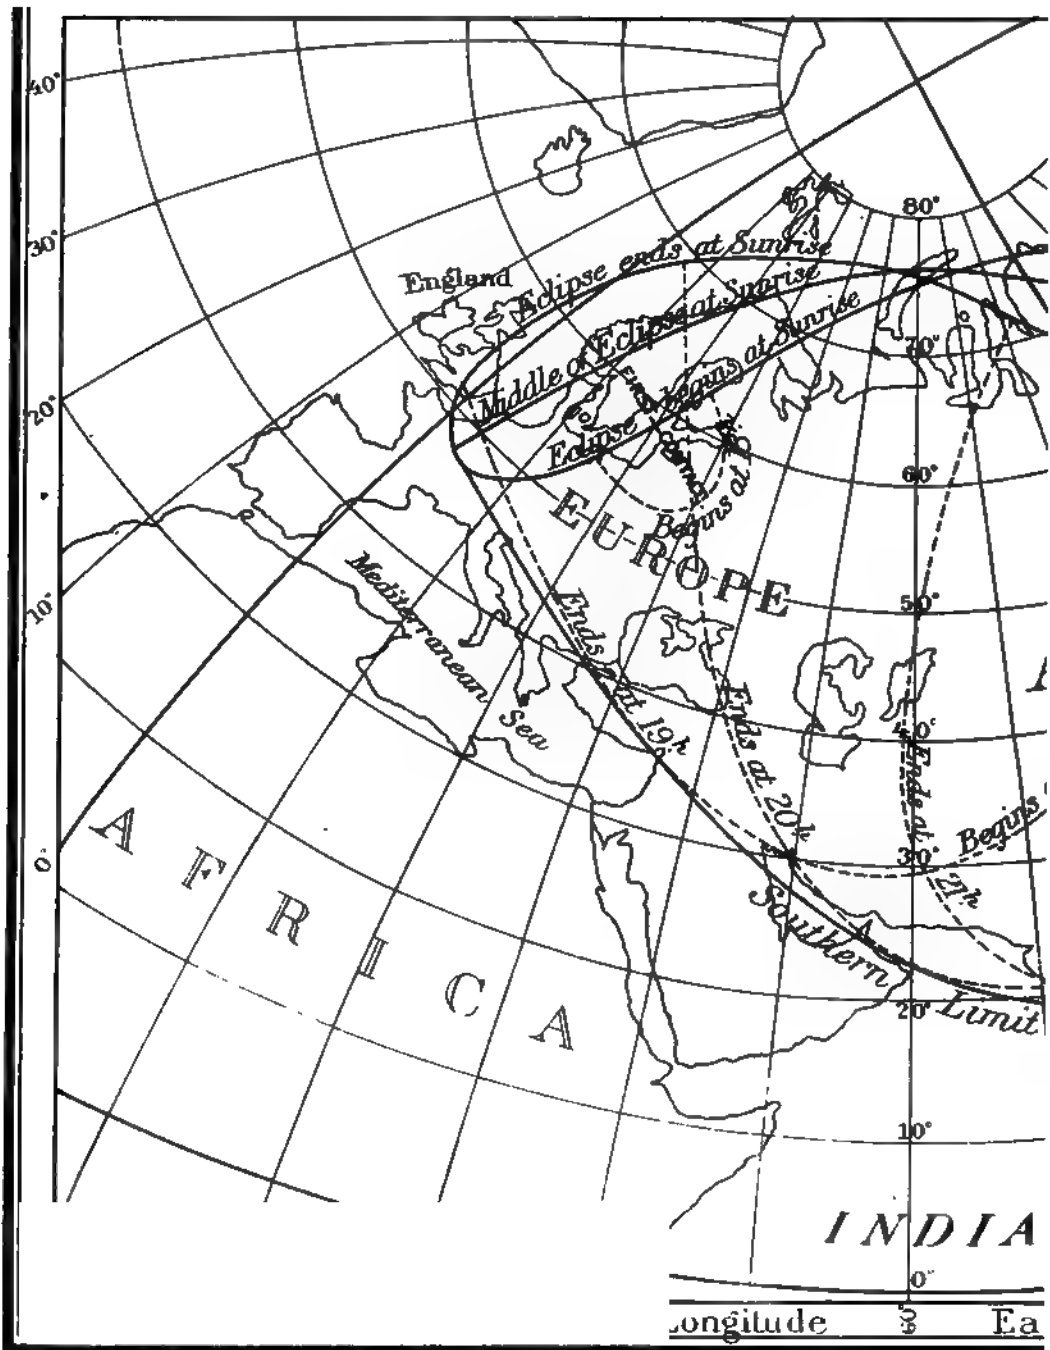 40°
30°
20°
10°
0°
80°
70°
60°
50°
40°
30°
20°
10°
0°
England
Eclipse ends at Sunrise
Middle of Eclipse at Sunrise
Eclipse begins at Sunrise
Begins at
EUROPE
Mediterranean Sea
Ends at 19h
Ends at 20h
Ends at 21h
Begins
Southern Limit
AFRICA
INDIA
Longitude
Ea